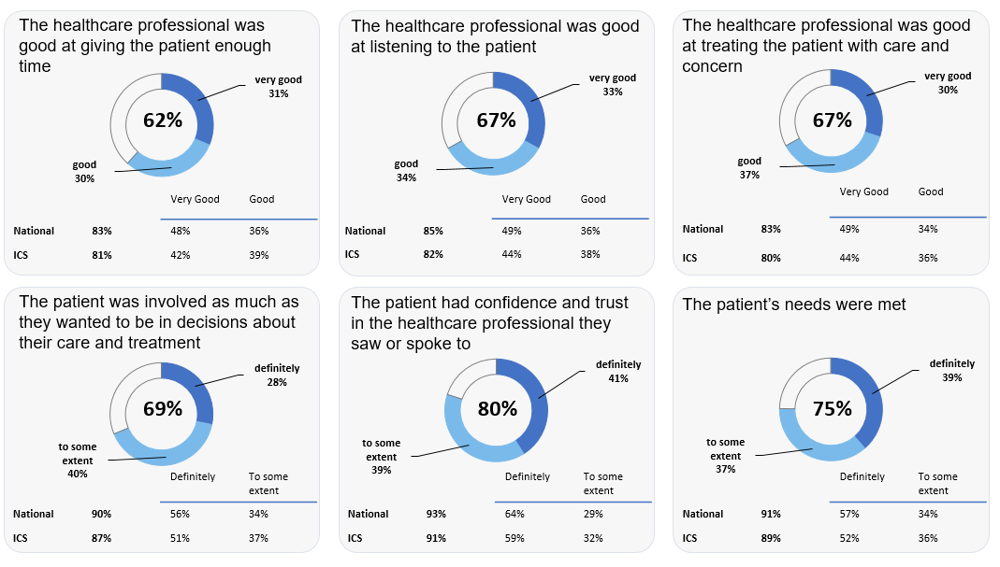 The healthcare professional was
good at giving the patient enough
time
very good
31%
62%
good
30%
Very Good Good
National 83% 48% 36%
ICS 81% 42% 39%
The healthcare professional was good
at listening to the patient
very good
33%
67%
good
34%
Very Good Good
National 85% 49% 36%
ICS 82% 44% 38%
The healthcare professional was good
at treating the patient with care and
concern
very good
30%
67%
good
37%
Very Good Good
National 83% 49% 34%
ICS 80% 44% 36%
The patient was involved as much as
they wanted to be in decisions about
their care and treatment
definitely
28%
69%
to some
extent
40%
Definitely To some
extent
National 90% 56% 34%
ICS 87% 51% 37%
The patient had confidence and trust
in the healthcare professional they
saw or spoke to
definitely
41%
80%
to some
extent
39%
Definitely To some
extent
National 93% 64% 29%
ICS 91% 59% 32%
The patient’s needs were met
definitely
39%
75%
to some
extent
37%
Definitely To some
extent
National 91% 57% 34%
ICS 89% 52% 36%